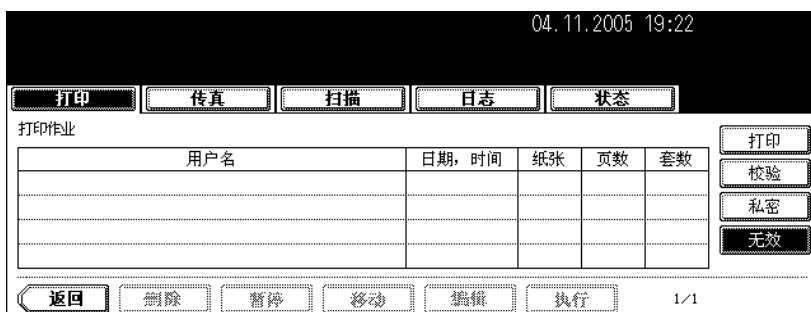 04.11.2005 19:22
打印 传真 扫描 日志 状态
打印作业
用户名 日期，时间 纸张 页数 套数
打印
校验
私密
无效
返回 删除 暂停 移动 编辑 执行 1/1